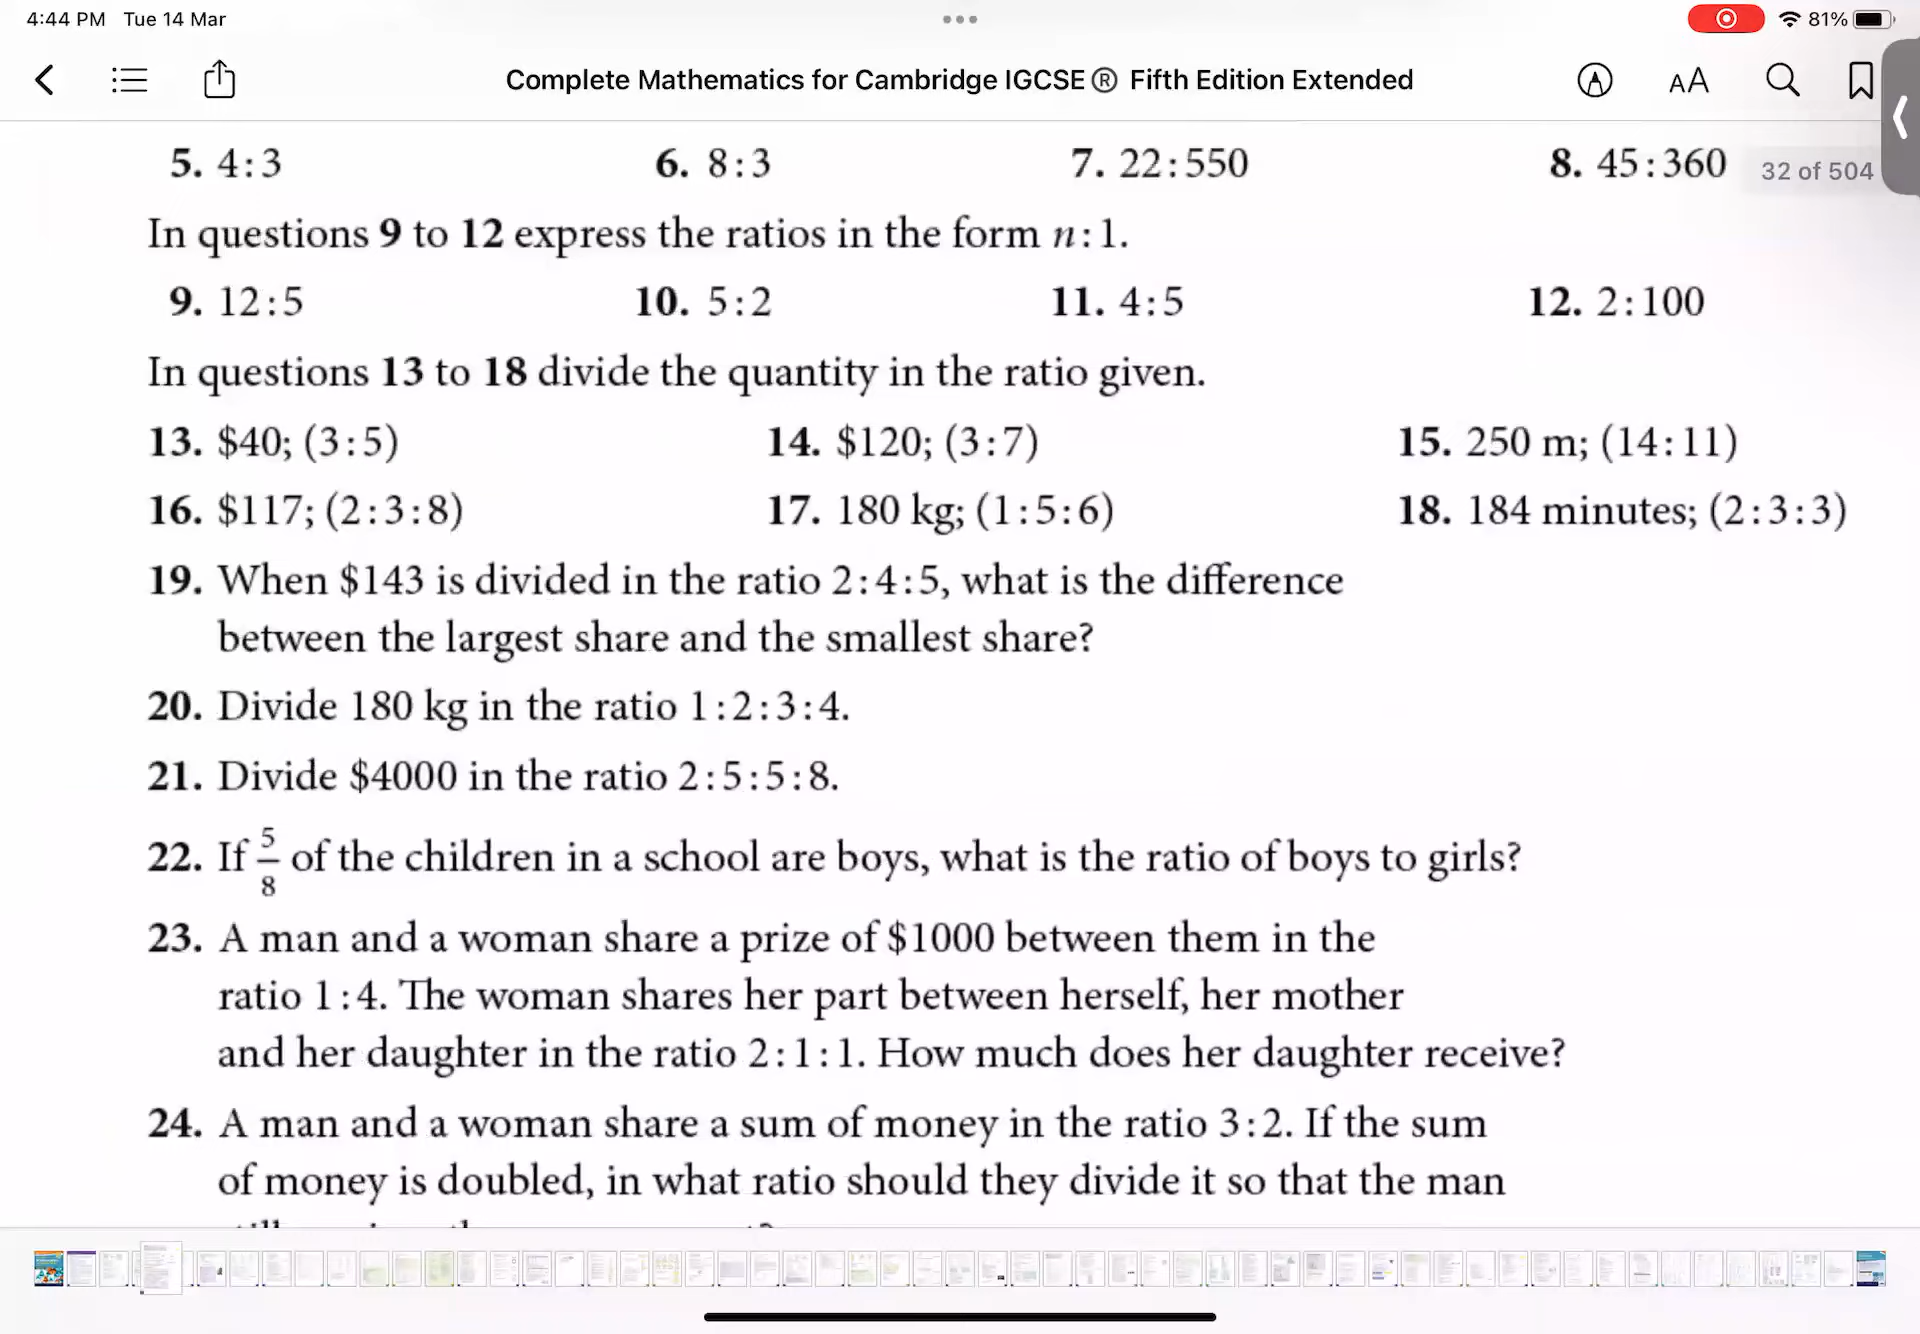 4:44 PM Tue 14 Mar
81%
Complete Mathematics for Cambridge IGCSE® Fifth Edition Extended
AA
32 of 504
5. 4:3 6. 8:3 7. 22:550 8. 45:360
In questions 9 to 12 express the ratios in the form n:1.
9. 12:5 10. 5:2 11. 4:5 12. 2:100
In questions 13 to 18 divide the quantity in the ratio given.
13. $40; (3:5) 14. $120; (3:7) 15. 250 m; (14:11)
16. $117; (2:3:8) 17. 180 kg; (1:5:6) 18. 184 minutes; (2:3:3)
19. When $143 is divided in the ratio 2:4:5, what is the difference
between the largest share and the smallest share?
20. Divide 180 kg in the ratio 1:2:3:4.
21. Divide $4000 in the ratio 2:5:5:8.
22. If 5/8 of the children in a school are boys, what is the ratio of boys to girls?
23. A man and a woman share a prize of $1000 between them in the
ratio 1:4. The woman shares her part between herself, her mother
and her daughter in the ratio 2:1:1. How much does her daughter receive?
24. A man and a woman share a sum of money in the ratio 3:2. If the sum
of money is doubled, in what ratio should they divide it so that the man